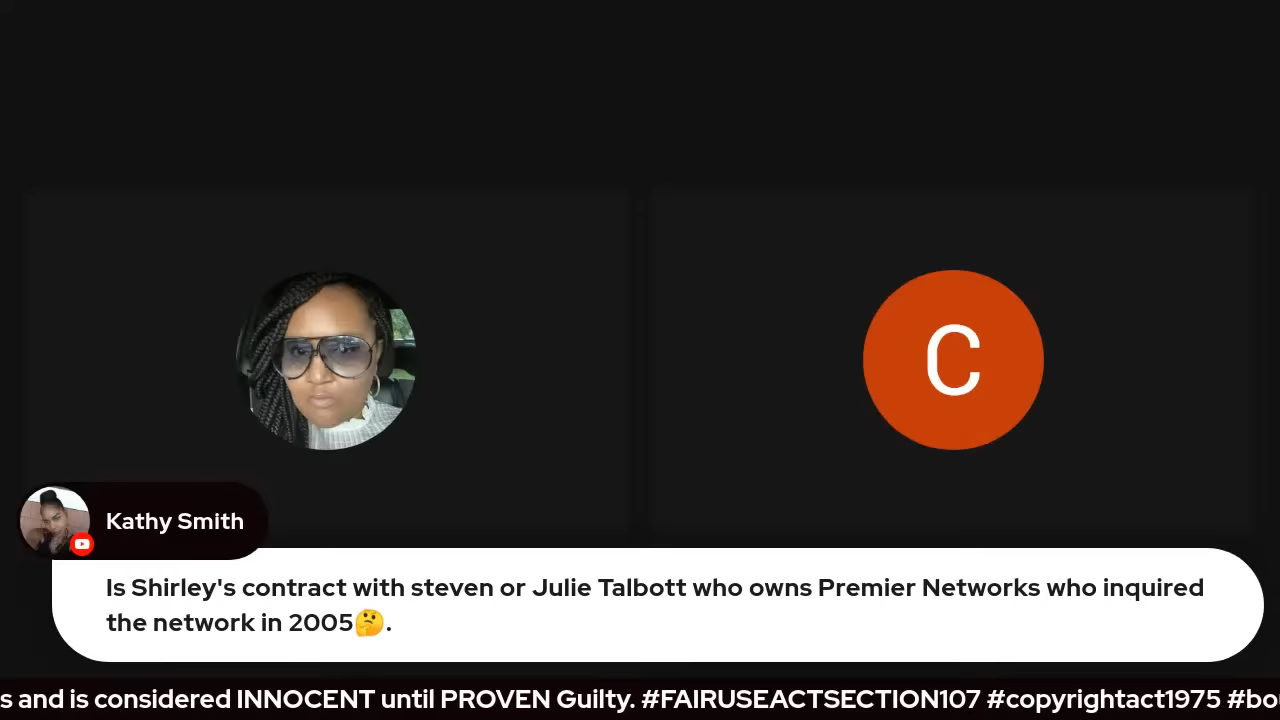 C
Kathy Smith
Is Shirley's contract with steven or Julie Talbott who owns Premier Networks who inquired
the network in 2005🤔.
s and is considered INNOCENT until PROVEN Guilty. #FAIRUSEACTSECTION107 #copyrightact1975 #bo